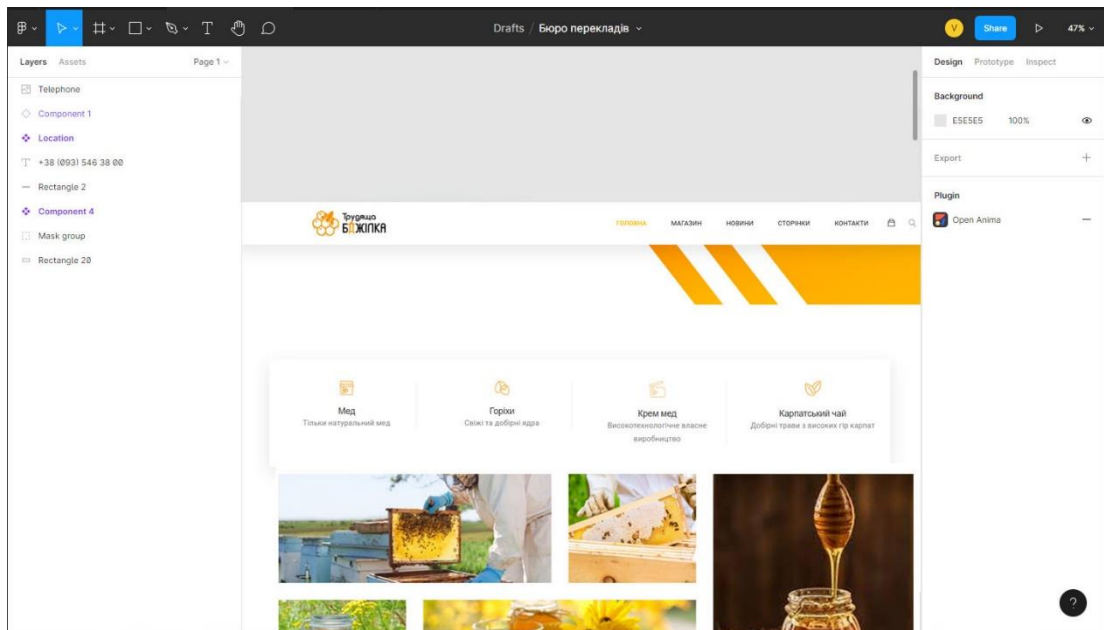 Drafts / Бюро перекладів
V
Share
47%
Layers Assets Page 1
Design Prototype Inspect
Telephone
Component 1
Location
+38 (093) 546 38 00
Rectangle 2
Component 4
Mask group
Rectangle 20
Background
E5E5E5 100%
Export
Plugin
Open Anima
Трудяща
БДЖІПКА
ГОЛОВНА МАГАЗИН НОВИНИ СТОРІНКИ КОНТАКТИ
Мед
Тільки натуральний мед
Горіхи
Свіжі та добірні ядра
Крем мед
Високотехнологічне власне
виробництво
Карпатський чай
Добірні трави з високих гір карпат
?